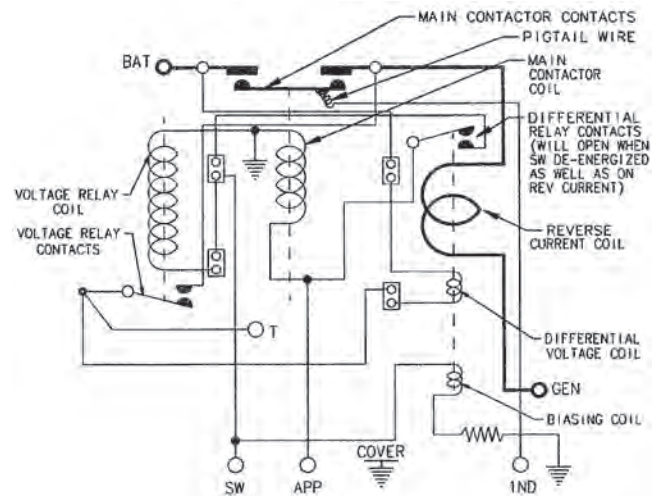 MAIN CONTACTOR CONTACTS
PIGTAIL WIRE
BAT
MAIN
CONTACTOR
COIL
DIFFERENTIAL
RELAY CONTACTS
(WILL OPEN WHEN
SW DE-ENERGIZED
AS WELL AS ON
REV CURRENT)
VOLTAGE RELAY
COIL
REVERSE
CURRENT COIL
VOLTAGE RELAY
CONTACTS
T
DIFFERENTIAL
VOLTAGE COIL
GEN
BIASING COIL
COVER
SW
APP
IND